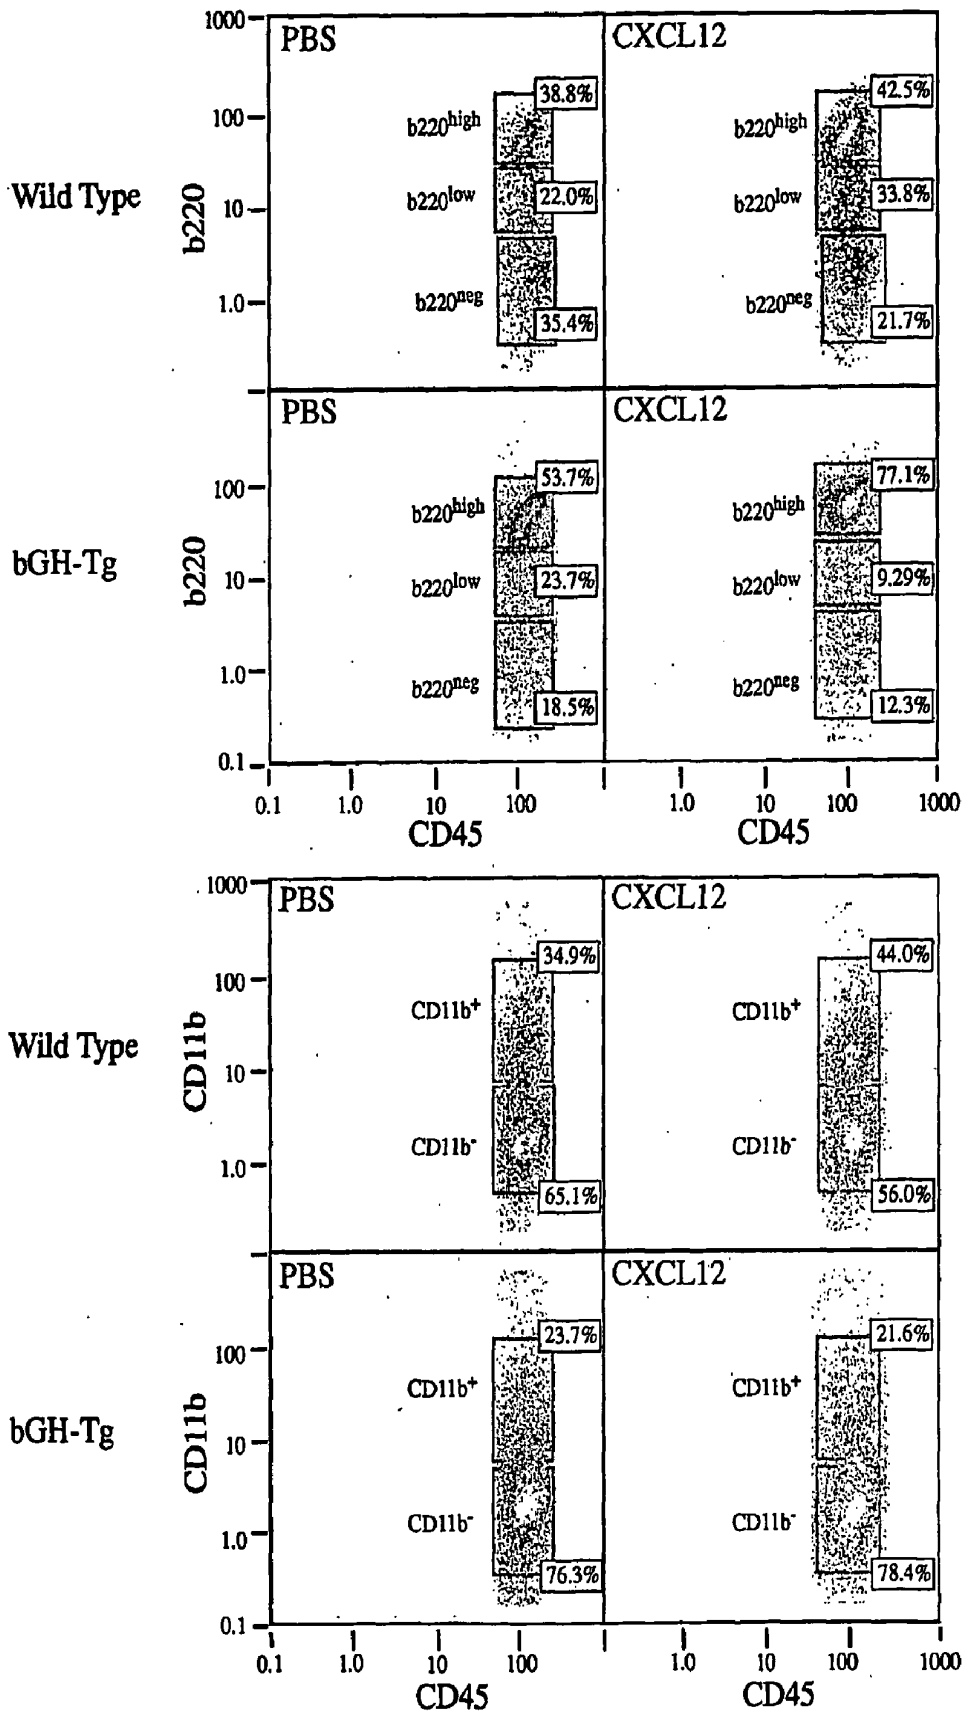 1000
PBS
CXCL12
38.8%
42.5%
100
b220high
b220high
Wild Type
b220
b220low
22.0%
b220low
33.8%
10
b220neg
b220neg
1.0
35.4%
21.7%
PBS
CXCL12
53.7%
77.1%
100
b220high
b220high
bGH-Tg
b220
b220low
23.7%
b220low
9.29%
10
1.0
b220neg
b220neg
18.5%
12.3%
0.1
0.1
1.0
10
100
1.0
10
100
1000
CD45
CD45
1000
PBS
CXCL12
34.9%
44.0%
100
CD11b+
CD11b+
Wild Type
CD11b
10
CD11b-
CD11b-
1.0
65.1%
56.0%
PBS
CXCL12
23.7%
21.6%
100
CD11b+
CD11b+
bGH-Tg
CD11b
10
CD11b-
CD11b-
1.0
76.3%
78.4%
0.1
0.1
1.0
10
100
1.0
10
100
1000
CD45
CD45